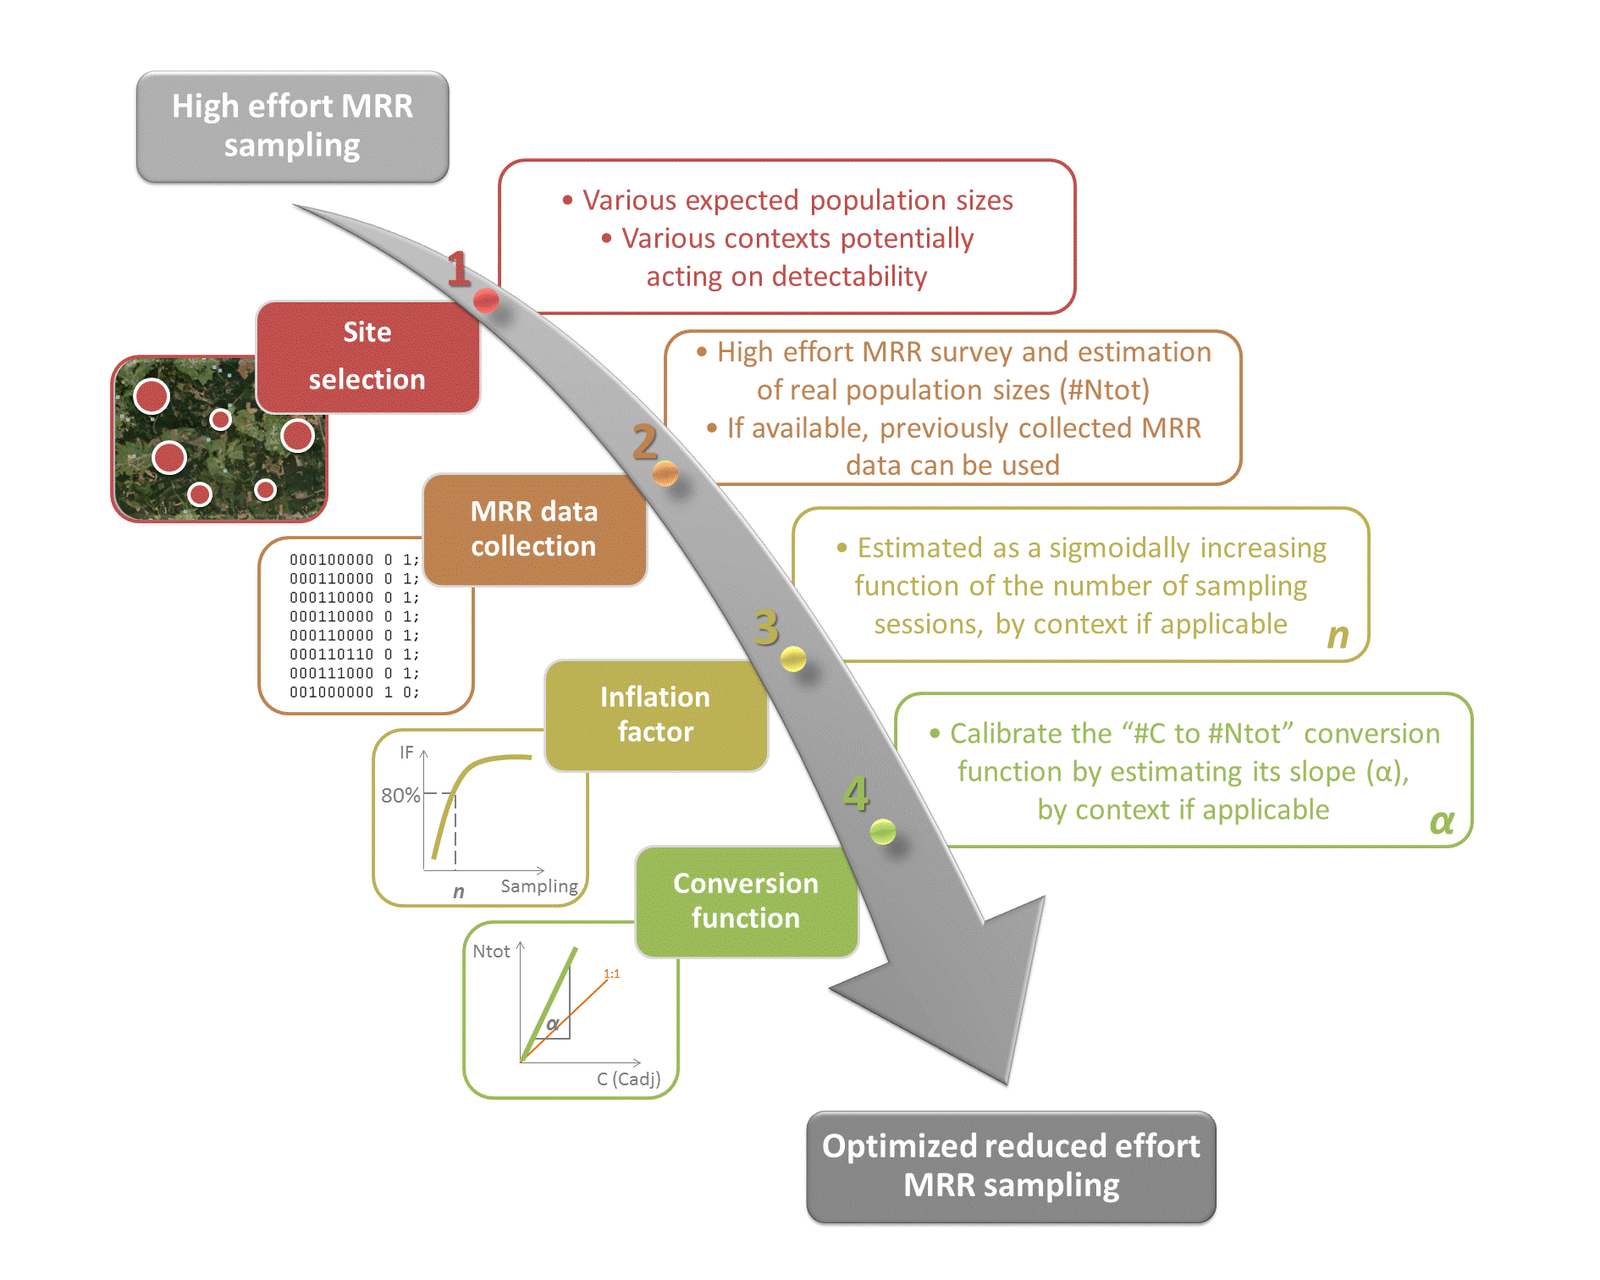 High effort MRR
sampling
1
• Various expected population sizes
• Various contexts potentially
acting on detectability
Site
selection
2
• High effort MRR survey and estimation
of real population sizes (#Ntot)
• If available, previously collected MRR
data can be used
MRR data
collection
000100000 0 1;
000110000 0 1;
000110000 0 1;
000110000 0 1;
000110000 0 1;
000110110 0 1;
000111000 0 1;
001000000 1 0;
3
• Estimated as a sigmoidally increasing
function of the number of sampling
sessions, by context if applicable
n
Inflation
factor
IF
80%
n
Sampling
4
• Calibrate the “#C to #Ntot” conversion
function by estimating its slope (α),
by context if applicable
α
Conversion
function
Ntot
1:1
α
C (Cadj)
Optimized reduced effort
MRR sampling